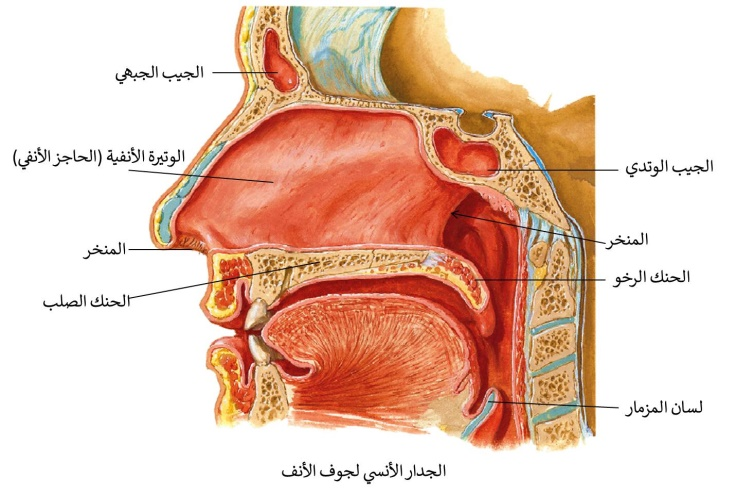 الجيب الجبهي
الوتيرة الأنفية (الحاجز الأنفي)
الجيب الوتدي
المنخر
المنخر
الحنك الرخو
الحنك الصلب
لسان المزمار
الجدار الأنسي لجوف الأنف